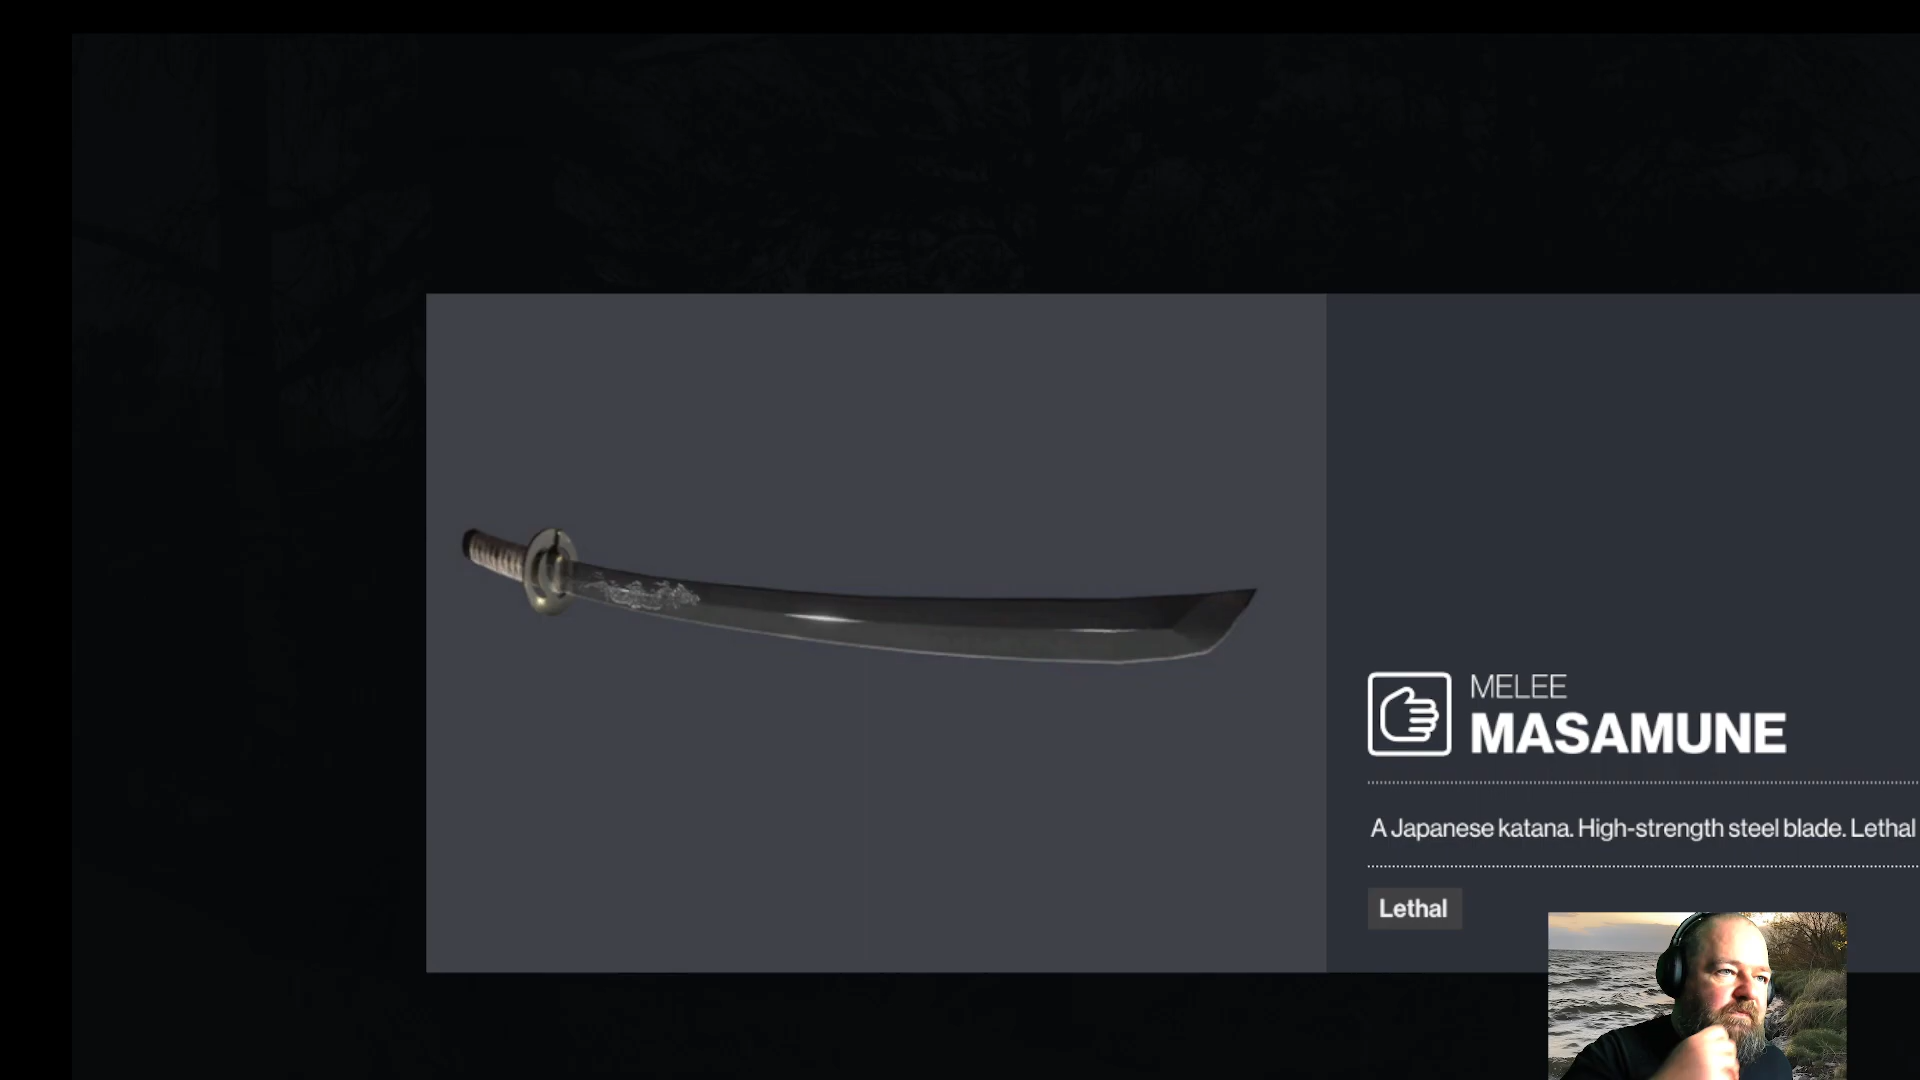 MELEE
MASAMUNE
A Japanese katana. High-strength steel blade. Lethal
Lethal